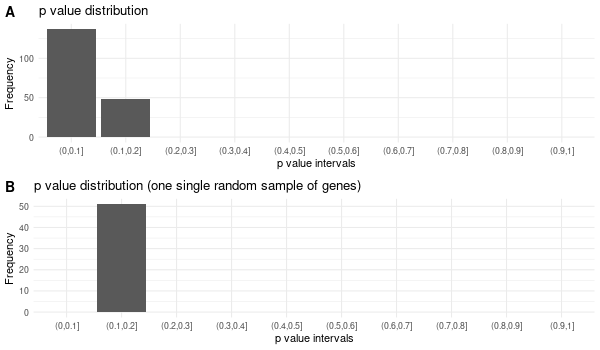 A p value distribution
Frequency
100
50
0
(0,0.1] (0.1,0.2] (0.2,0.3] (0.3,0.4] (0.4,0.5] (0.5,0.6] (0.6,0.7] (0.7,0.8] (0.8,0.9] (0.9,1]
p value intervals
B p value distribution (one single random sample of genes)
Frequency
50
40
30
20
10
0
(0,0.1] (0.1,0.2] (0.2,0.3] (0.3,0.4] (0.4,0.5] (0.5,0.6] (0.6,0.7] (0.7,0.8] (0.8,0.9] (0.9,1]
p value intervals